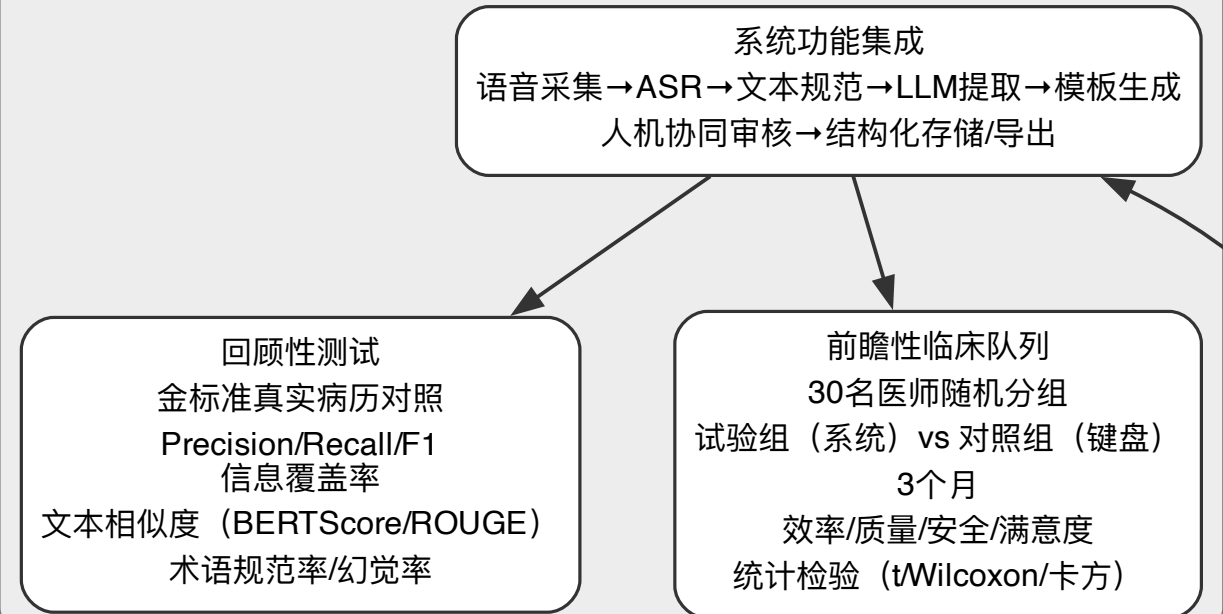 系统功能集成
语音采集→ASR→文本规范→LLM提取→模板生成
人机协同审核→结构化存储/导出
回顾性测试
金标准真实病历对照
Precision/Recall/F1
信息覆盖率
文本相似度（BERTScore/ROUGE）
术语规范率/幻觉率
前瞻性临床队列
30名医师随机分组
试验组（系统）vs 对照组（键盘）
3个月
效率/质量/安全/满意度
统计检验（t/Wilcoxon/卡方）